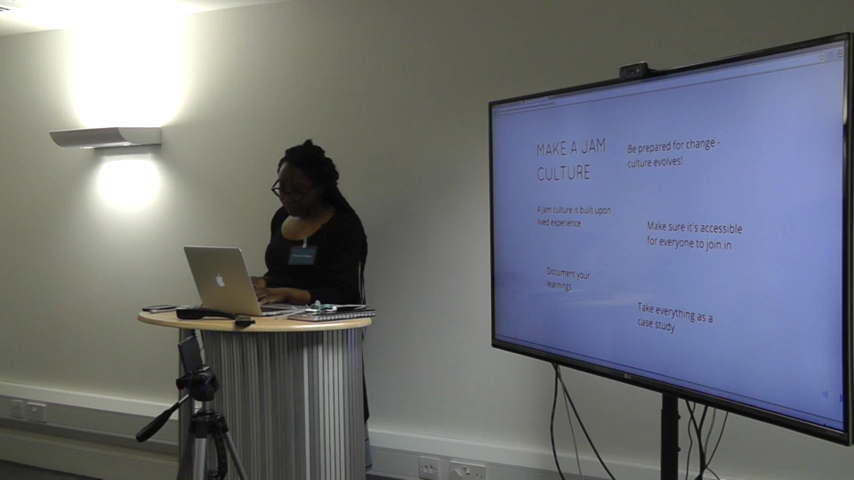 MAKE A JAM
CULTURE
Be prepared for change -
culture evolves!
A jam culture is built upon
lived experience
Make sure it's accessible
for everyone to join in
Document your
learnings
Take everything as a
case study